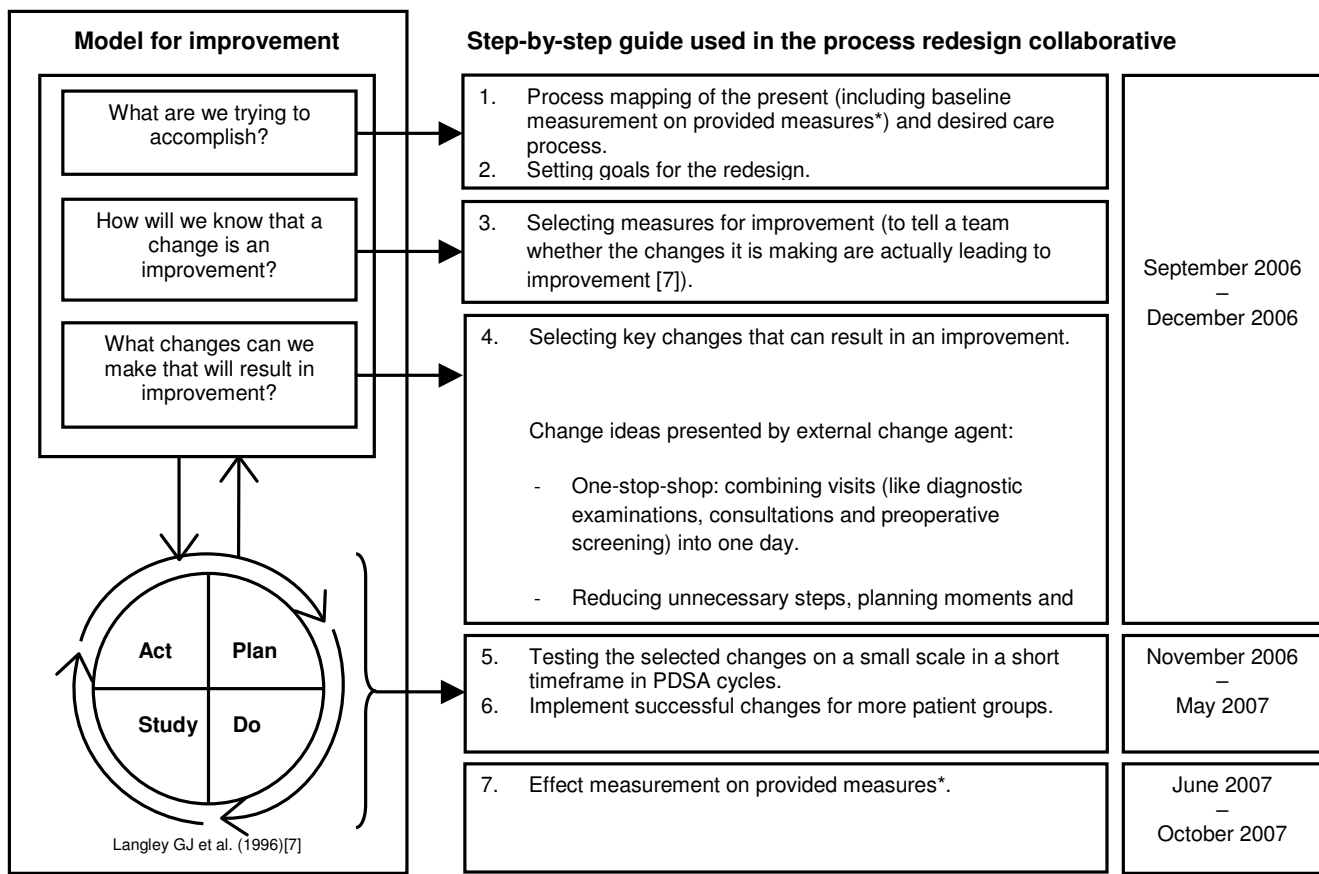 Model for improvement
Step-by-step guide used in the process redesign collaborative
What are we trying to
accomplish?
1. Process mapping of the present (including baseline
measurement on provided measures*) and desired care
process.
2. Setting goals for the redesign.
How will we know that a
change is an
improvement?
3. Selecting measures for improvement (to tell a team
whether the changes it is making are actually leading to
improvement [7]).
What changes can we
make that will result in
improvement?
4. Selecting key changes that can result in an improvement.
Change ideas presented by external change agent:
- One-stop-shop: combining visits (like diagnostic
examinations, consultations and preoperative
screening) into one day.
- Reducing unnecessary steps, planning moments and
September 2006
–
December 2006
Act
Plan
Study
Do
Langley GJ et al. (1996)[7]
5. Testing the selected changes on a small scale in a short
timeframe in PDSA cycles.
6. Implement successful changes for more patient groups.
November 2006
–
May 2007
7. Effect measurement on provided measures*.
June 2007
–
October 2007